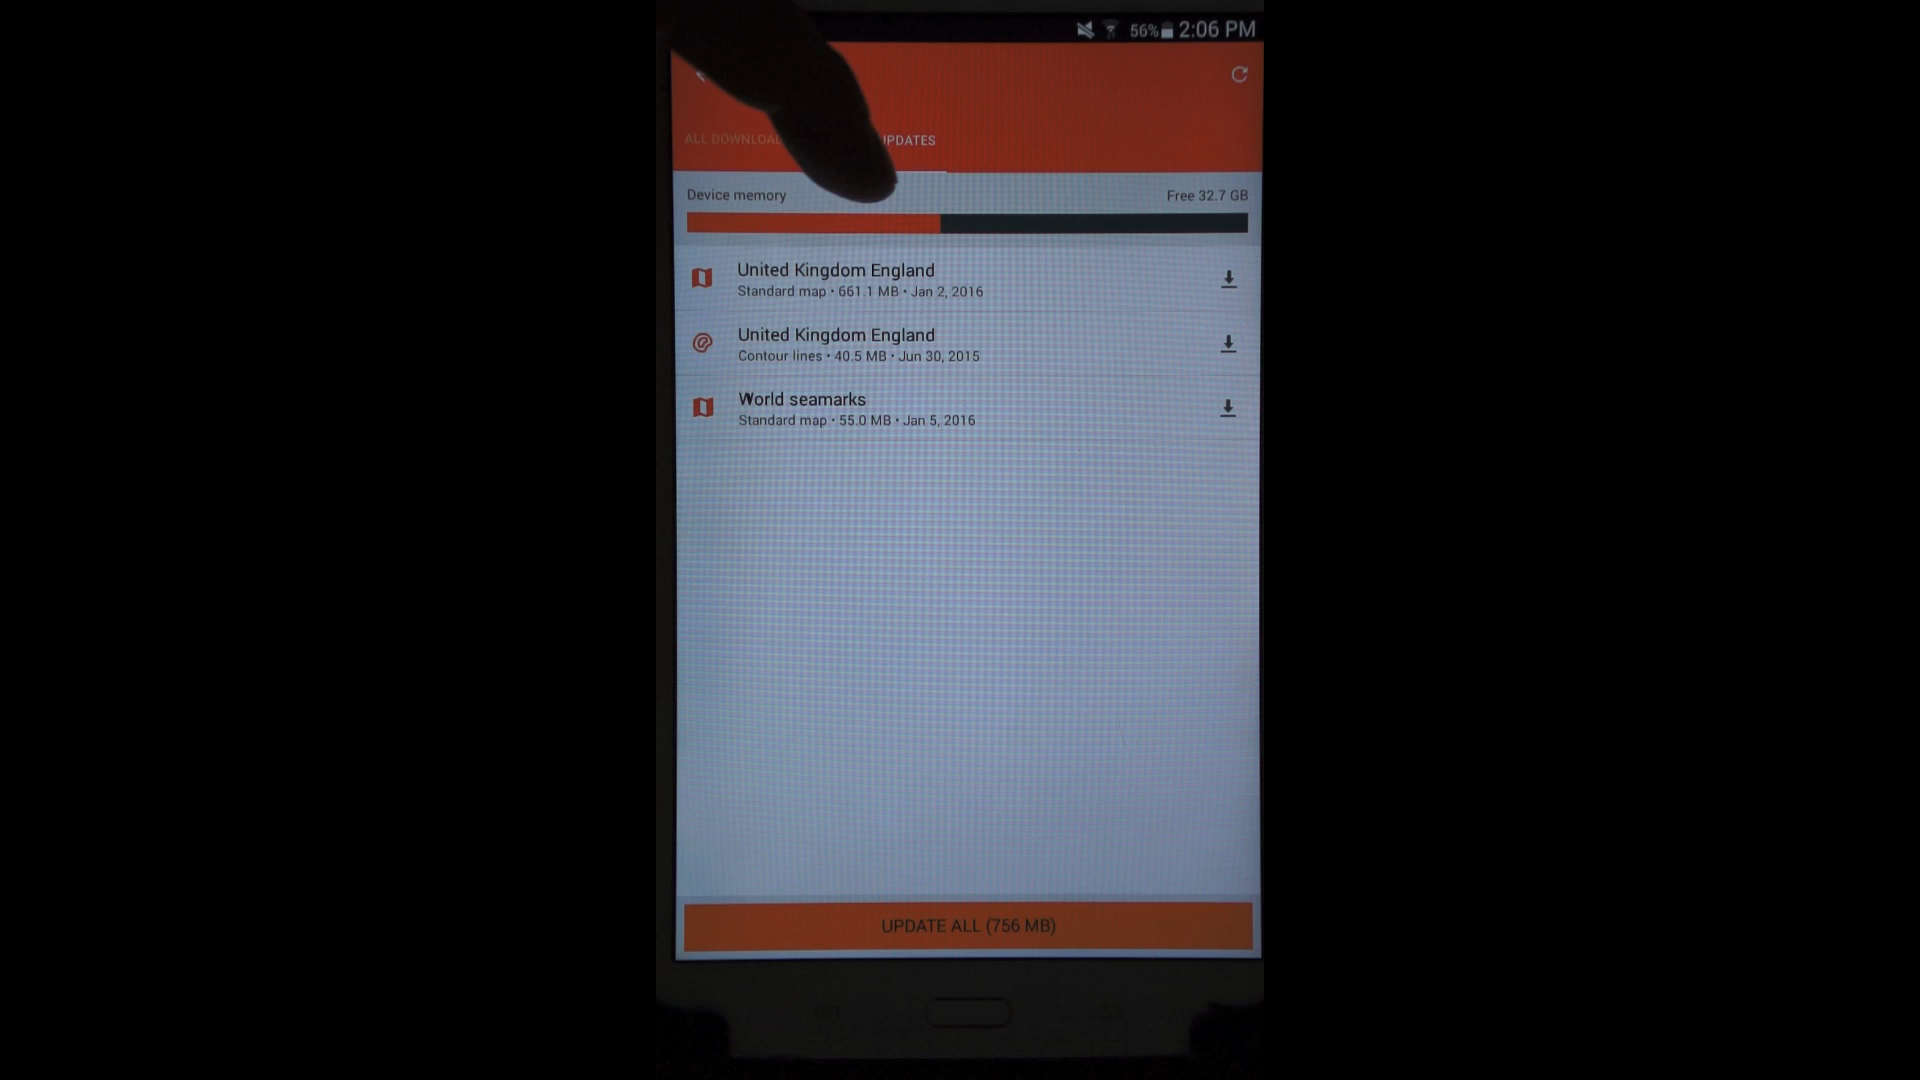 56% 2:06 PM
ALL DOWNLOA UPDATES
Device memory Free 32.7 GB
United Kingdom England
Standard map • 661.1 MB • Jan 2, 2016
United Kingdom England
Contour lines • 40.5 MB • Jun 30, 2015
World seamarks
Standard map • 55.0 MB • Jan 5, 2016
UPDATE ALL (756 MB)